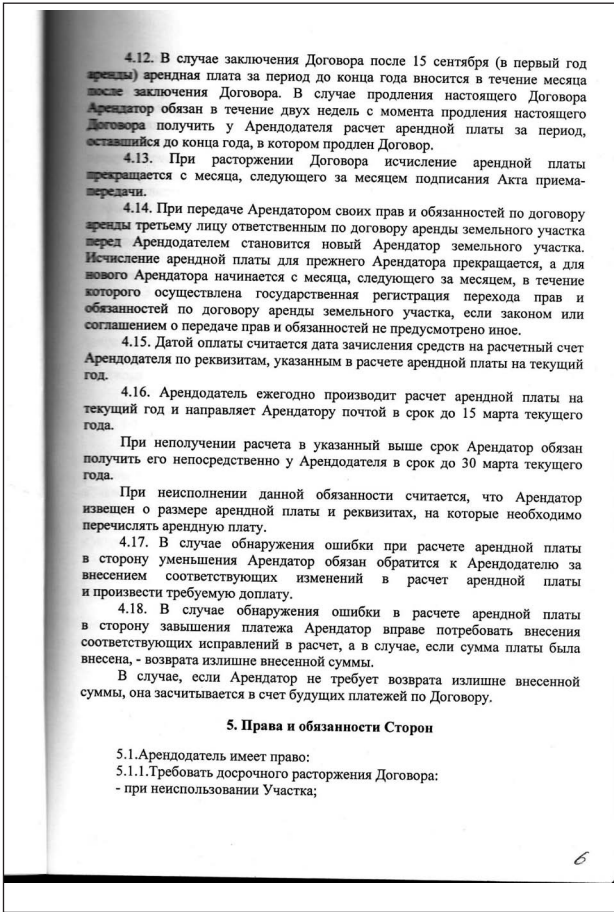 4.12. В случае заключения Договора после 15 сентября (в первый год
аренды) арендная плата за период до конца года вносится в течение месяца
после заключения Договора. В случае продления настоящего Договора
Арендатор обязан в течение двух недель с момента продления настоящего
Договора получить у Арендодателя расчет арендной платы за период,
оставшийся до конца года, в котором продлен Договор.
4.13. При расторжении Договора исчисление арендной платы
прекращается с месяца, следующего за месяцем подписания Акта приема-
передачи.
4.14. При передаче Арендатором своих прав и обязанностей по договору
аренды третьему лицу ответственным по договору аренды земельного участка
перед Арендодателем становится новый Арендатор земельного участка.
Исчисление арендной платы для прежнего Арендатора прекращается, а для
нового Арендатора начинается с месяца, следующего за месяцем, в течение
которого осуществлена государственная регистрация перехода прав и
обязанностей по договору аренды земельного участка, если законом или
соглашением о передаче прав и обязанностей не предусмотрено иное.
4.15. Датой оплаты считается дата зачисления средств на расчетный счет
Арендодателя по реквизитам, указанным в расчете арендной платы на текущий
год.
4.16. Арендодатель ежегодно производит расчет арендной платы на
текущий год и направляет Арендатору почтой в срок до 15 марта текущего
года.
При неполучении расчета в указанный выше срок Арендатор обязан
получить его непосредственно у Арендодателя в срок до 30 марта текущего
года.
При неисполнении данной обязанности считается, что Арендатор
извещен о размере арендной платы и реквизитах, на которые необходимо
перечислять арендную плату.
4.17. В случае обнаружения ошибки при расчете арендной платы
в сторону уменьшения Арендатор обязан обратится к Арендодателю за
внесением соответствующих изменений в расчет арендной платы
и произвести требуемую доплату.
4.18. В случае обнаружения ошибки в расчете арендной платы
в сторону завышения платежа Арендатор вправе потребовать внесения
соответствующих исправлений в расчет, а в случае, если сумма платы была
внесена, - возврата излишне внесенной суммы.
В случае, если Арендатор не требует возврата излишне внесенной
суммы, она засчитывается в счет будущих платежей по Договору.
5. Права и обязанности Сторон
5.1.Арендодатель имеет право:
5.1.1.Требовать досрочного расторжения Договора:
- при неиспользовании Участка;
6